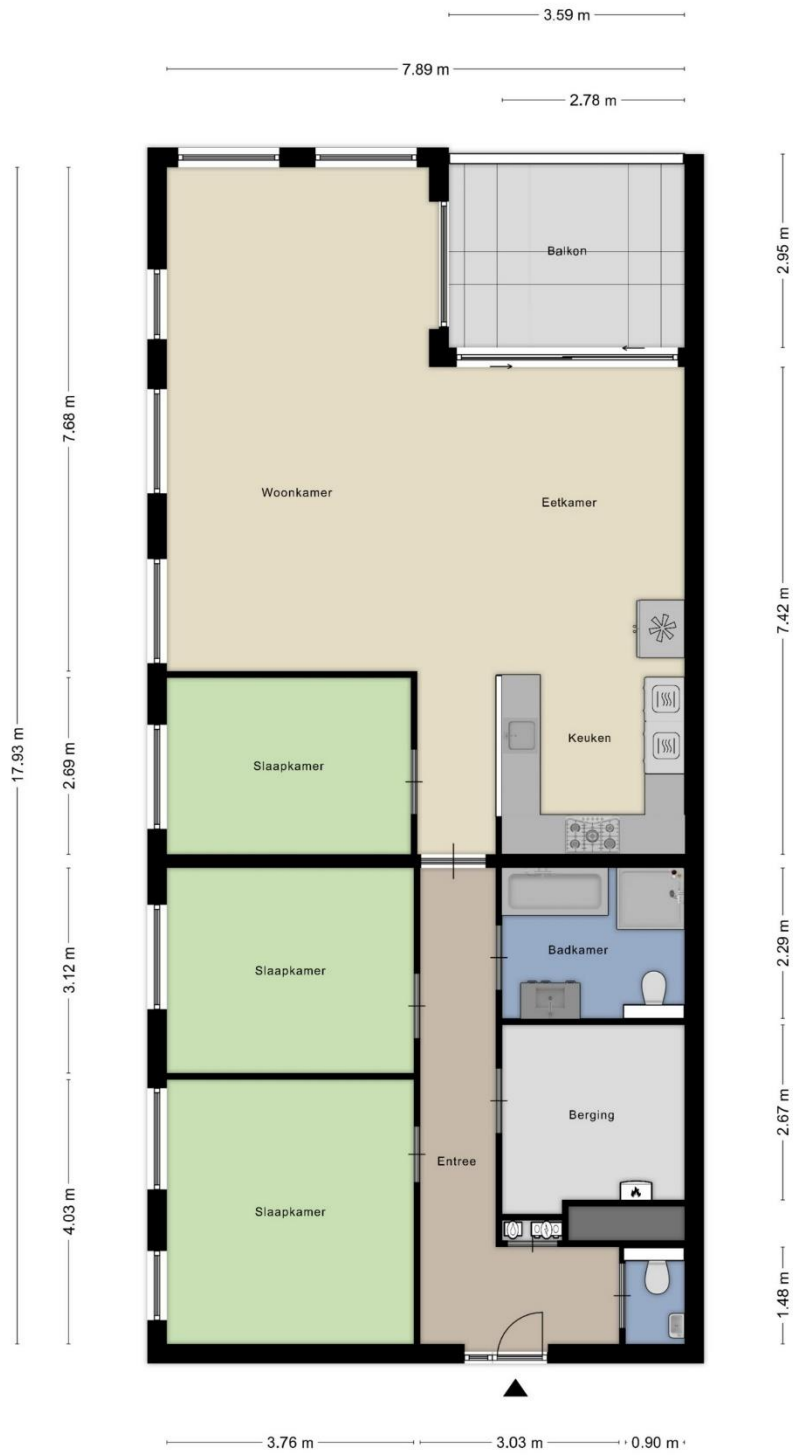 3.59 m
7.89 m
2.78 m
Balkon
2.95 m
7.68 m
Woonkamer
Eetkamer
7.42 m
17.93 m
2.69 m
Slaapkamer
Keuken
3.12 m
Slaapkamer
Badkamer
2.29 m
Berging
2.67 m
Entree
4.03 m
Slaapkamer
1.48 m
3.76 m
3.03 m
0.90 m